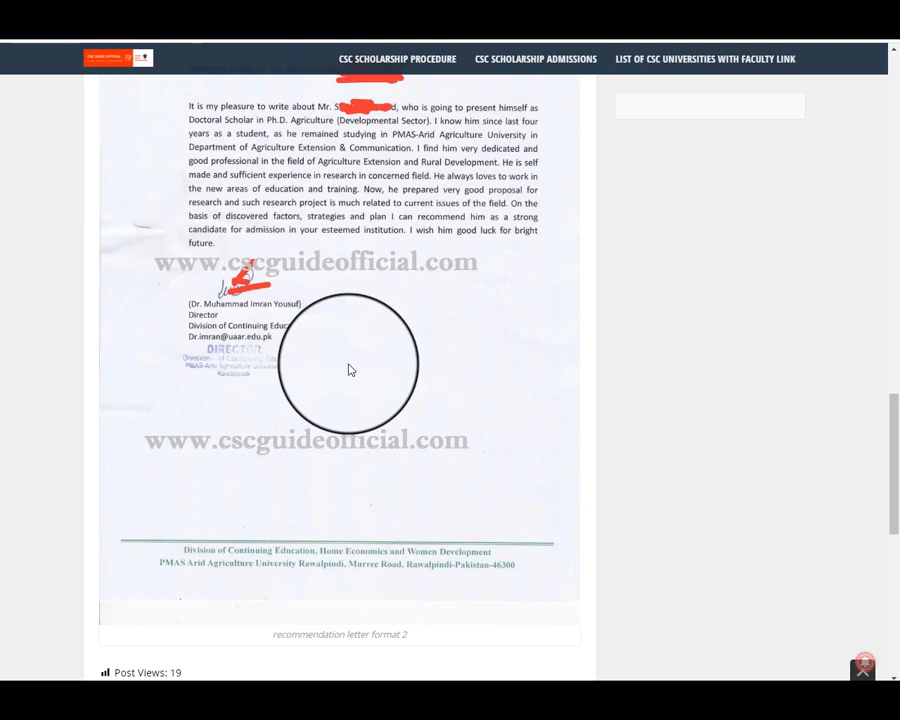 CSC SCHOLARSHIP PROCEDURE CSC SCHOLARSHIP ADMISSIONS LIST OF CSC UNIVERSITIES WITH FACULTY LINK
It is my pleasure to write about Mr. S d, who is going to present himself as
Doctoral Scholar in Ph.D. Agriculture (Developmental Sector). I know him since last four
years as a student, as he remained studying in PMAS-Arid Agriculture University in
Department of Agriculture Extension & Communication. I find him very dedicated and
good professional in the field of Agriculture Extension and Rural Development. He is self
made and sufficient experience in research in concerned field. He always loves to work in
the new areas of education and training. Now, he prepared very good proposal for
research and such research project is much related to current issues of the field. On the
basis of discovered factors, strategies and plan I can recommend him as a strong
candidate for admission in your esteemed institution. I wish him good luck for bright
future.
www.cscguideofficial.com
(Dr. Muhammad Imran Yousuf)
Director
Division of Continuing Educ
Dr.imran@uaar.edu.pk
DIRECTOR
Division of Continuing Edu
PMAS-Arid Agriculture Universi
Rawalpindi
www.cscguideofficial.com
Division of Continuing Education, Home Economics and Women Development
PMAS Arid Agriculture University Rawalpindi, Murree Road, Rawalpindi-Pakistan-46300
recommendation letter format 2
Post Views: 19